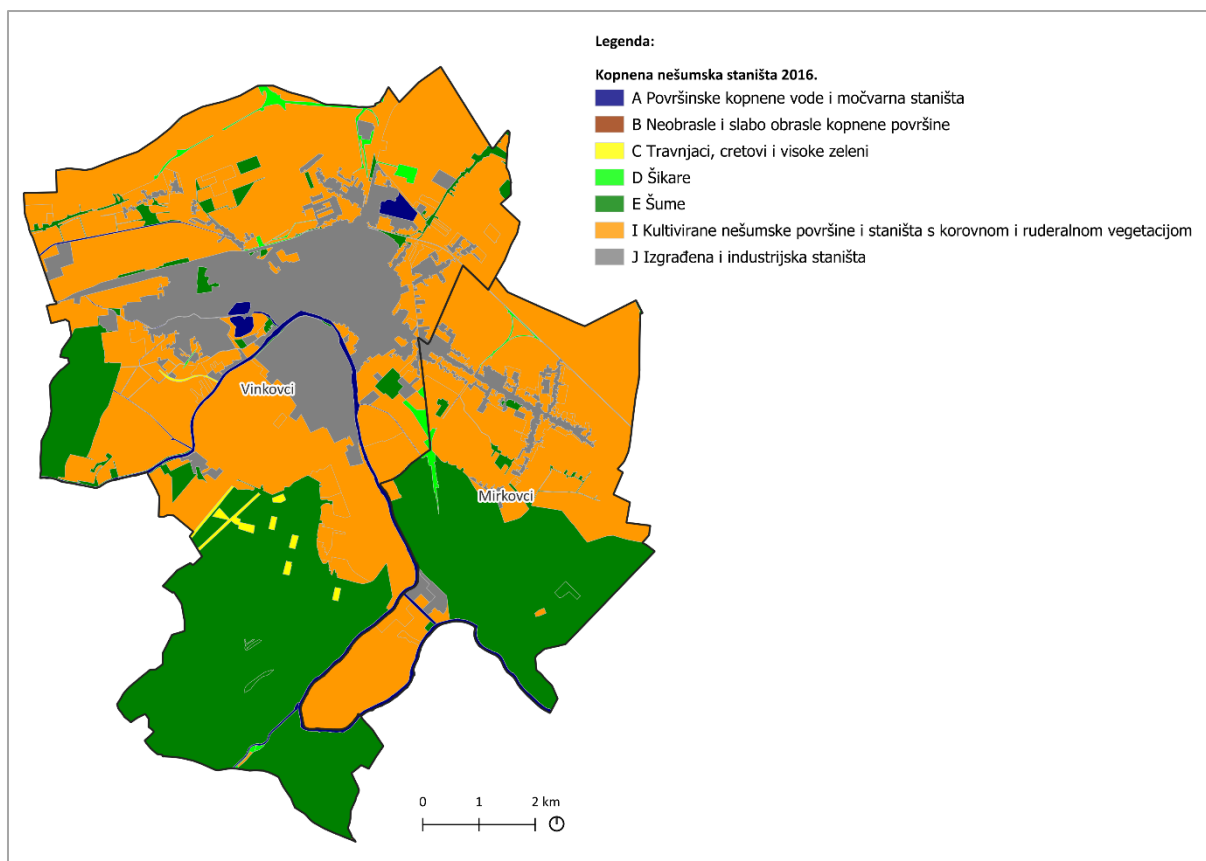 Legenda:
Kopnena nešumska staništa 2016.
A Površinske kopnene vode i močvarna staništa
B Neobrasle i slabo obrasle kopnene površine
C Travnjaci, cretovi i visoke zeleni
D Šikare
E Šume
I Kultivirane nešumske površine i staništa s korovnom i ruderalnom vegetacijom
J Izgrađena i industrijska staništa
Vinkovci
Mirkovci
0 1 2 km